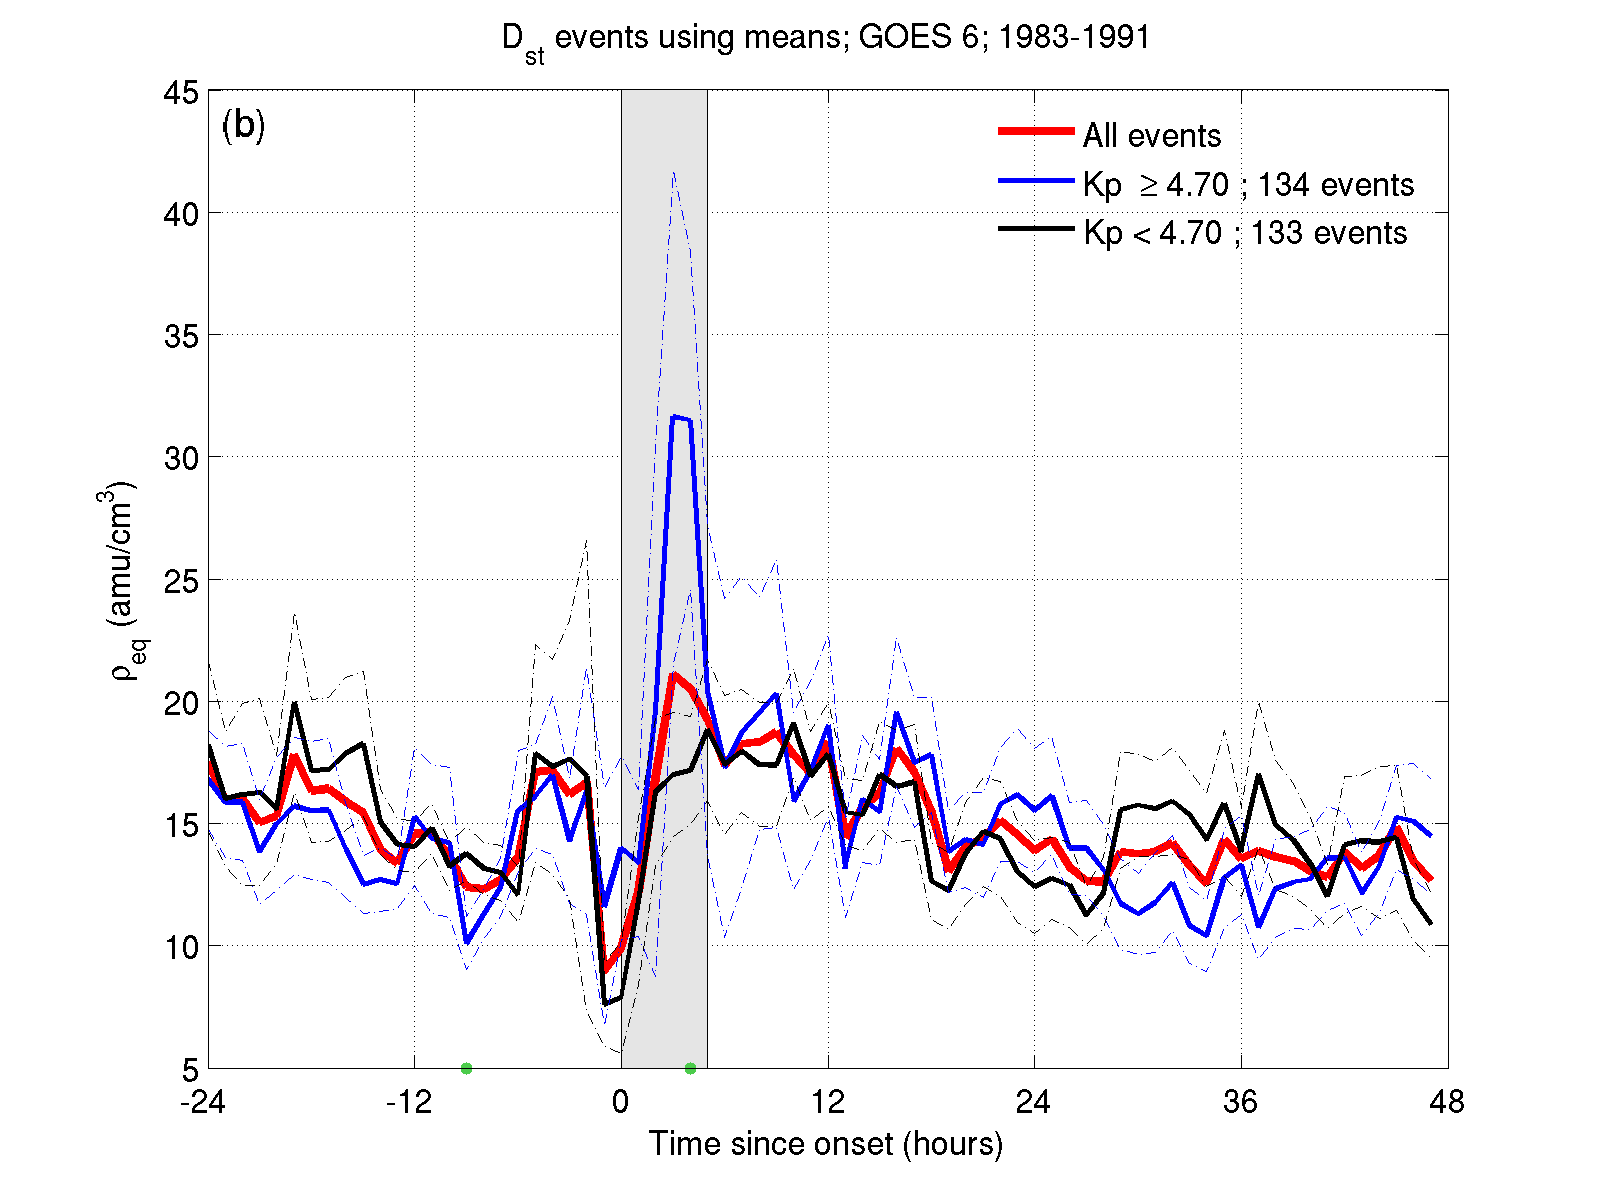 D_st events using means; GOES 6; 1983-1991
(b)
All events
Kp ≥ 4.70 ; 134 events
Kp < 4.70 ; 133 events
45
40
35
30
25
20
15
10
5
ρ_eq (amu/cm³)
-24 -12 0 12 24 36 48
Time since onset (hours)